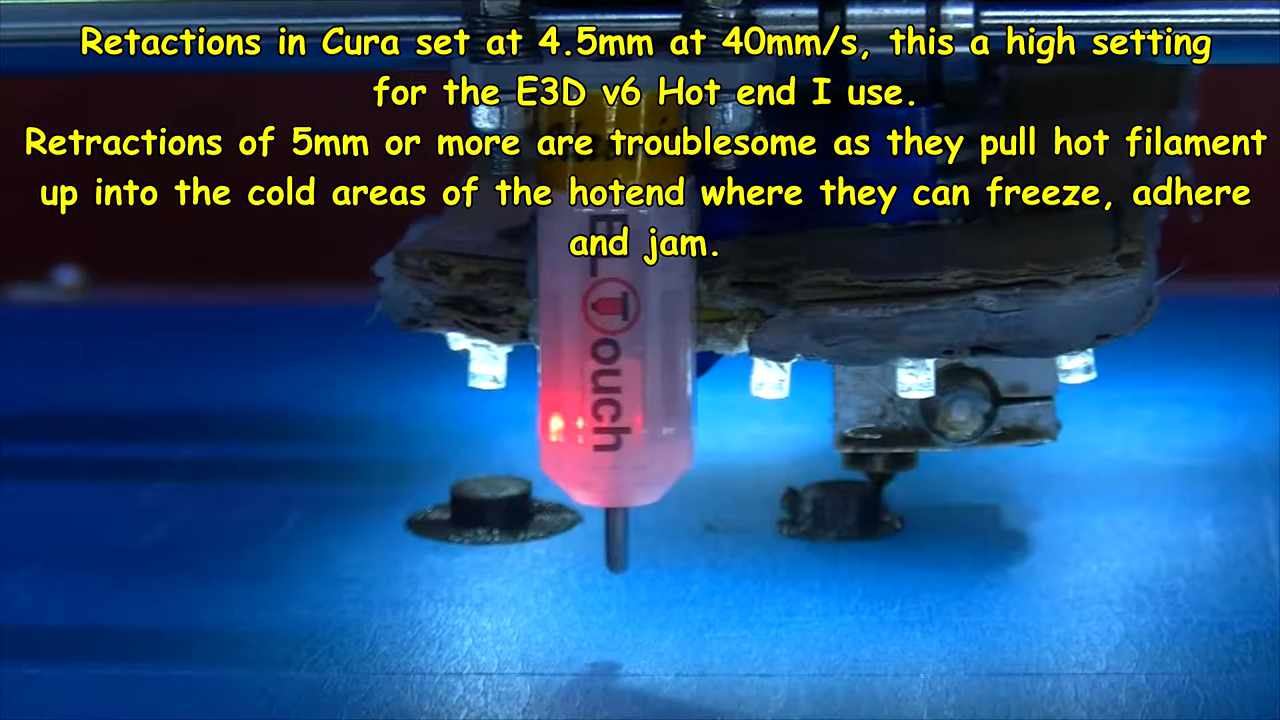 Retactions in Cura set at 4.5mm at 40mm/s, this a high setting
for the E3D v6 Hot end I use.
Retractions of 5mm or more are troublesome as they pull hot filament
up into the cold areas of the hotend where they can freeze, adhere
and jam.
Touch